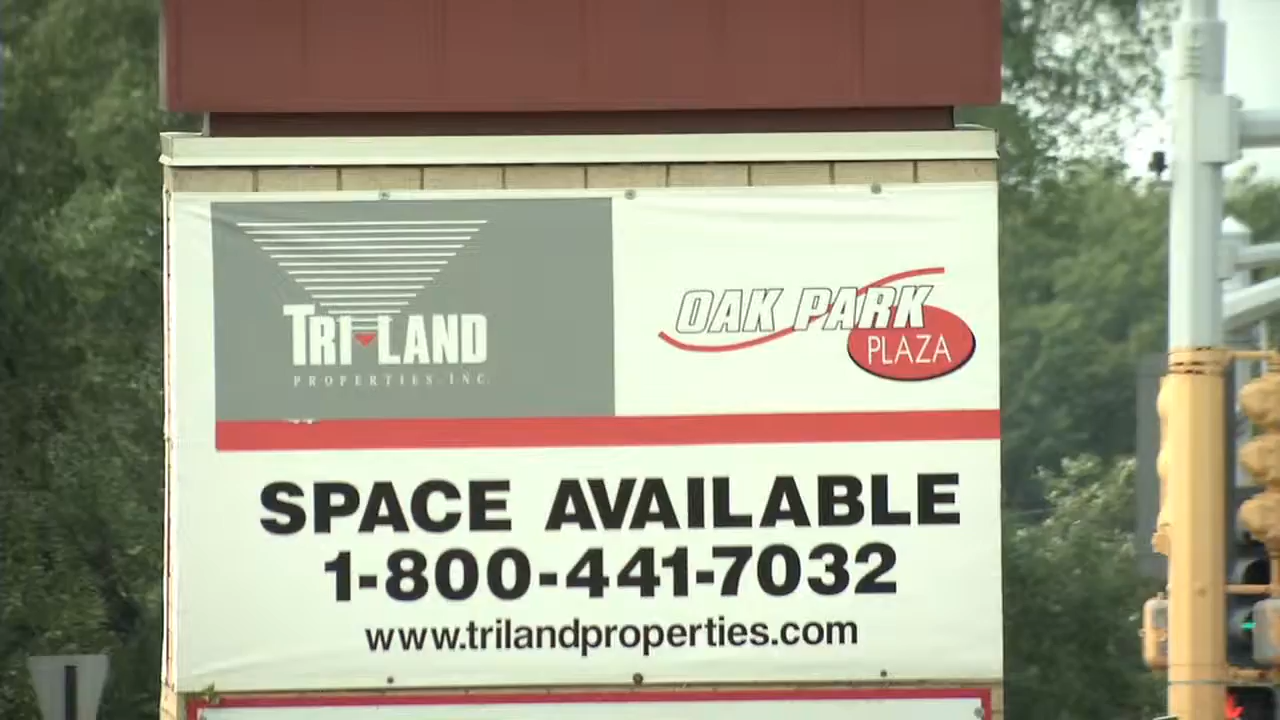 TRI LAND
PROPERTIES, INC.
OAK PARK
PLAZA
SPACE AVAILABLE
1-800-441-7032
www.trilandproperties.com